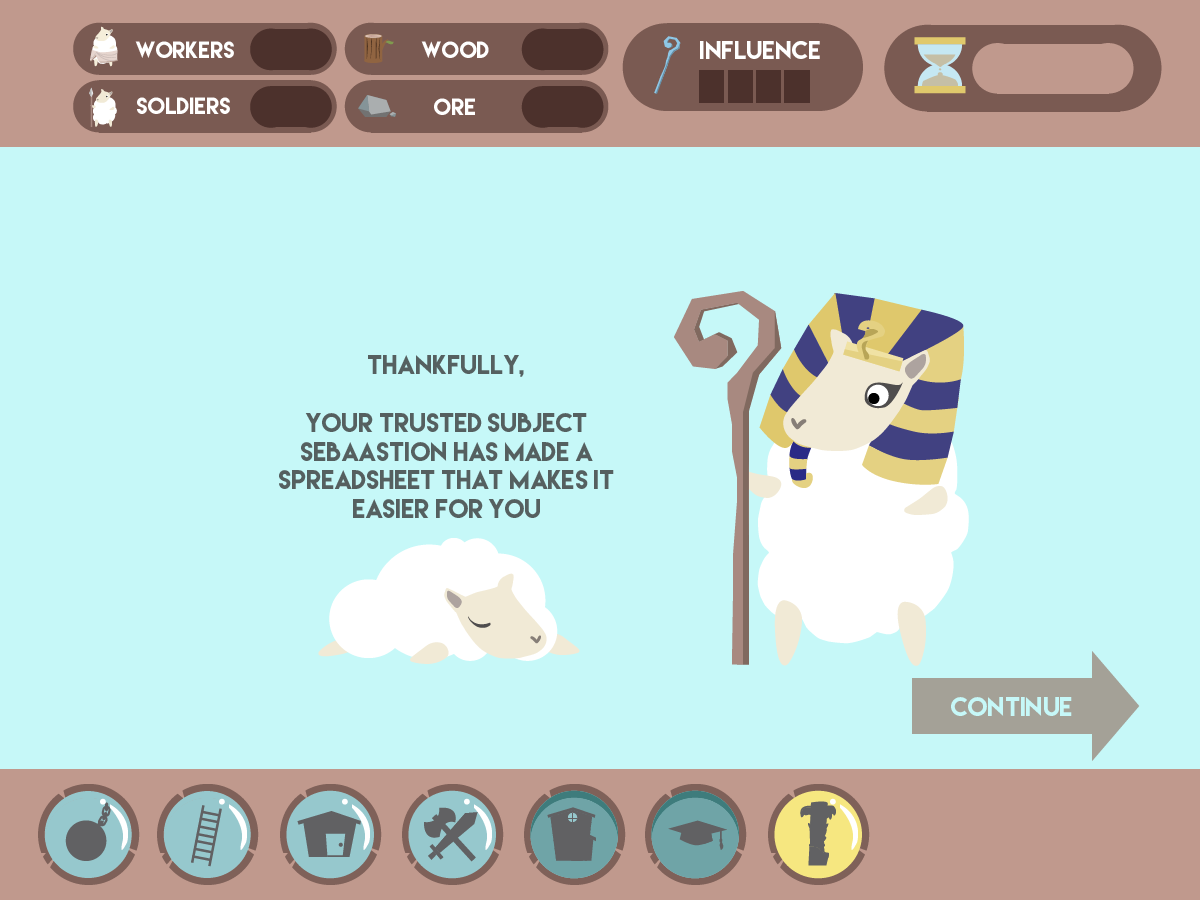 WORKERS
WOOD
INFLUENCE
SOLDIERS
ORE
THANKFULLY,
YOUR TRUSTED SUBJECT
SEBAASTION HAS MADE A
SPREADSHEET THAT MAKES IT
EASIER FOR YOU
CONTINUE